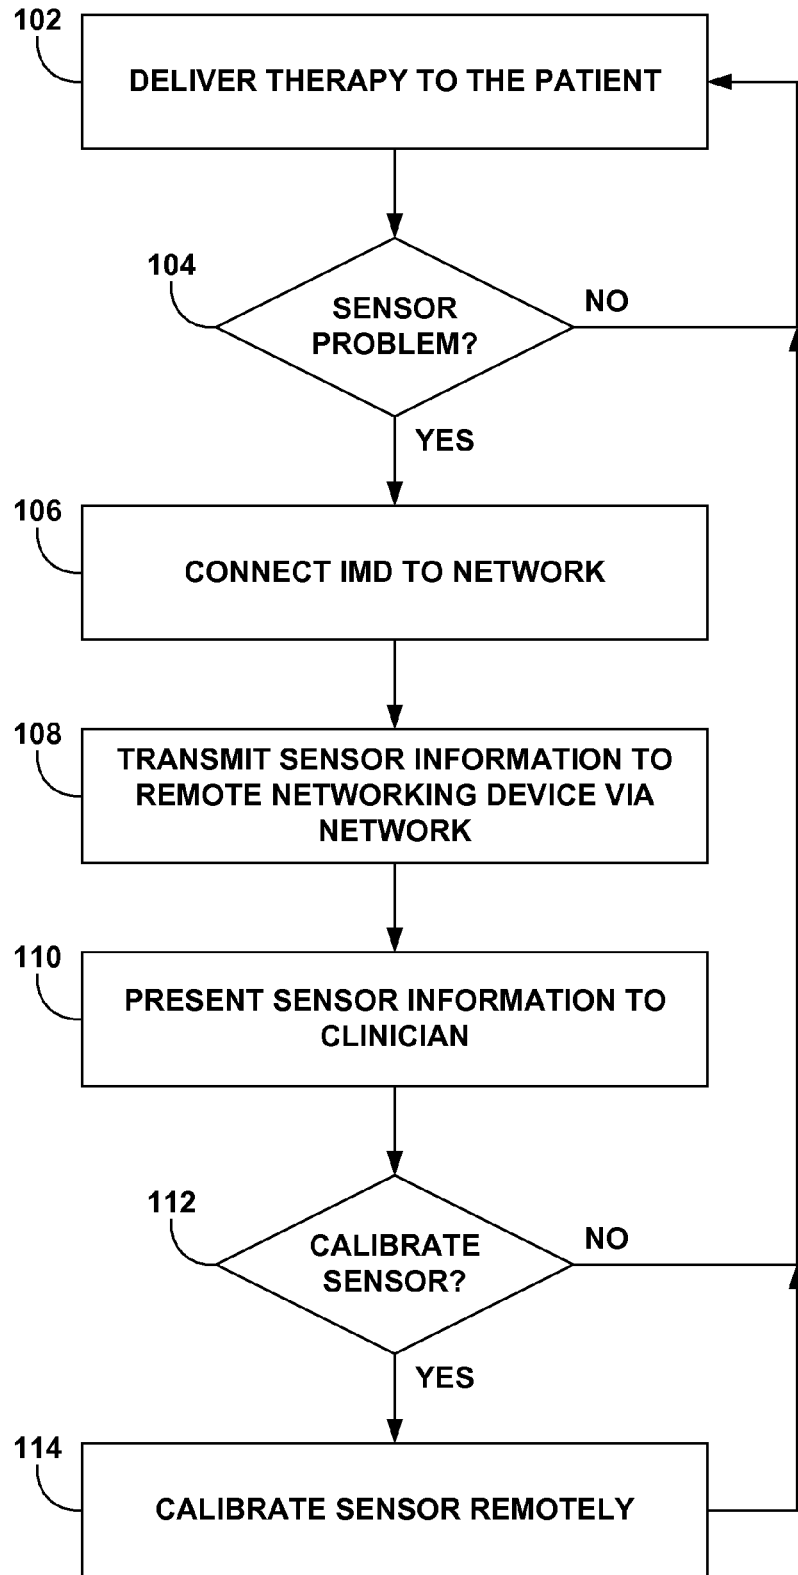 102
DELIVER THERAPY TO THE PATIENT
104
SENSOR
PROBLEM?
NO
YES
106
CONNECT IMD TO NETWORK
108
TRANSMIT SENSOR INFORMATION TO
REMOTE NETWORKING DEVICE VIA
NETWORK
110
PRESENT SENSOR INFORMATION TO
CLINICIAN
112
CALIBRATE
SENSOR?
NO
YES
114
CALIBRATE SENSOR REMOTELY